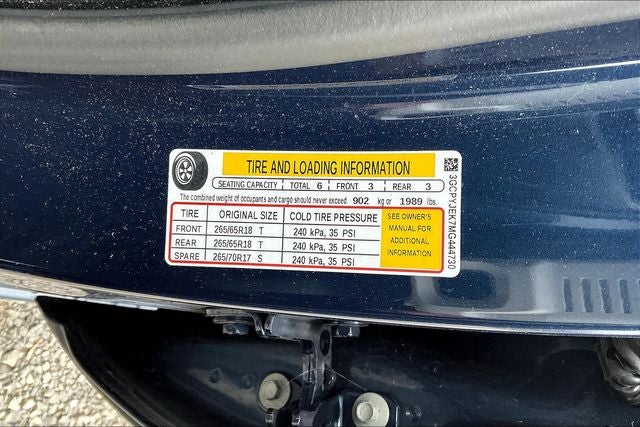 TIRE AND LOADING INFORMATION
SEATING CAPACITY TOTAL 6 FRONT 3 REAR 3
The combined weight of occupants and cargo should never exceed 902 kg or 1989 lbs.
TIRE ORIGINAL SIZE COLD TIRE PRESSURE
FRONT 265/65R18 T 240 kPa, 35 PSI
REAR 265/65R18 T 240 kPa, 35 PSI
SPARE 265/70R17 S 240 kPa, 35 PSI
SEE OWNER'S
MANUAL FOR
ADDITIONAL
INFORMATION
3GCPYJEK7MG444730